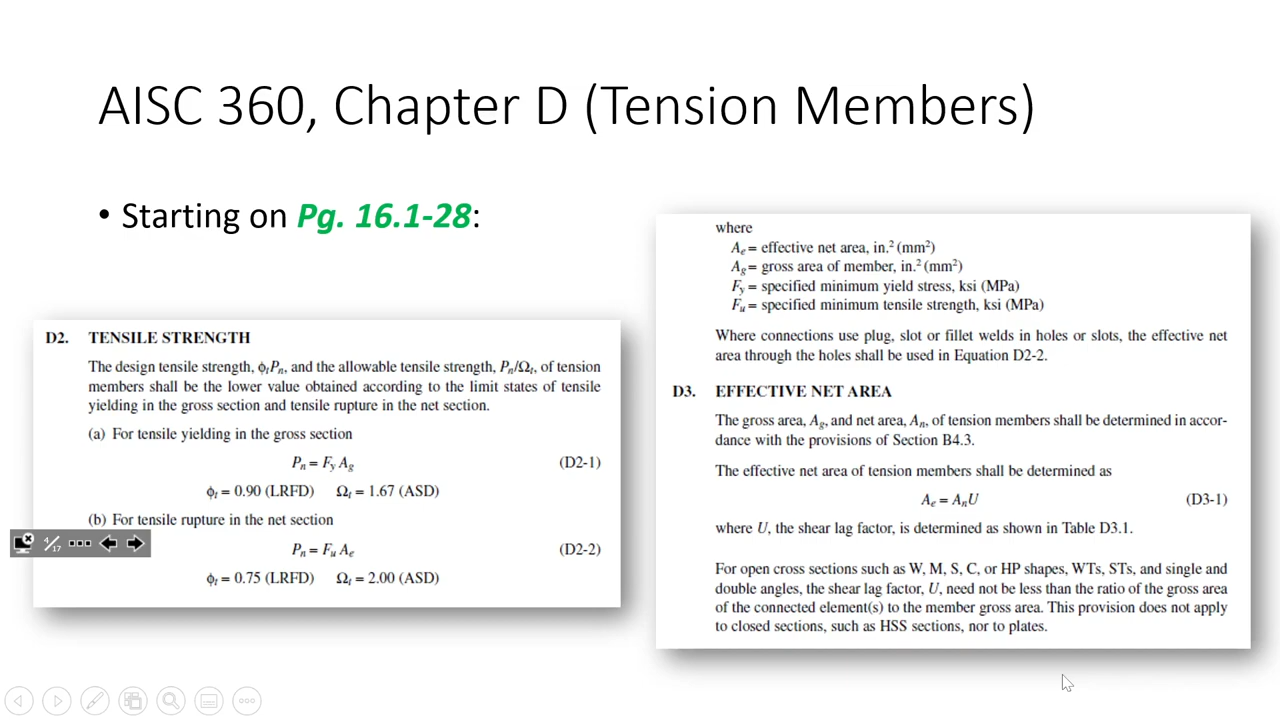 AISC 360, Chapter D (Tension Members)
• Starting on Pg. 16.1-28:
D2. TENSILE STRENGTH
The design tensile strength, ϕₜPₙ, and the allowable tensile strength, Pₙ/Ωₜ, of tension
members shall be the lower value obtained according to the limit states of tensile
yielding in the gross section and tensile rupture in the net section.
(a) For tensile yielding in the gross section
Pₙ = Fy Ag (D2-1)
ϕₜ = 0.90 (LRFD) Ωₜ = 1.67 (ASD)
(b) For tensile rupture in the net section
Pₙ = Fᵤ Aₑ (D2-2)
ϕₜ = 0.75 (LRFD) Ωₜ = 2.00 (ASD)
4/17
where
Aₑ = effective net area, in.² (mm²)
Ag = gross area of member, in.² (mm²)
Fy = specified minimum yield stress, ksi (MPa)
Fᵤ = specified minimum tensile strength, ksi (MPa)
Where connections use plug, slot or fillet welds in holes or slots, the effective net
area through the holes shall be used in Equation D2-2.
D3. EFFECTIVE NET AREA
The gross area, Ag, and net area, Aₙ, of tension members shall be determined in accor-
dance with the provisions of Section B4.3.
The effective net area of tension members shall be determined as
Aₑ = AₙU (D3-1)
where U, the shear lag factor, is determined as shown in Table D3.1.
For open cross sections such as W, M, S, C, or HP shapes, WTs, STs, and single and
double angles, the shear lag factor, U, need not be less than the ratio of the gross area
of the connected element(s) to the member gross area. This provision does not apply
to closed sections, such as HSS sections, nor to plates.